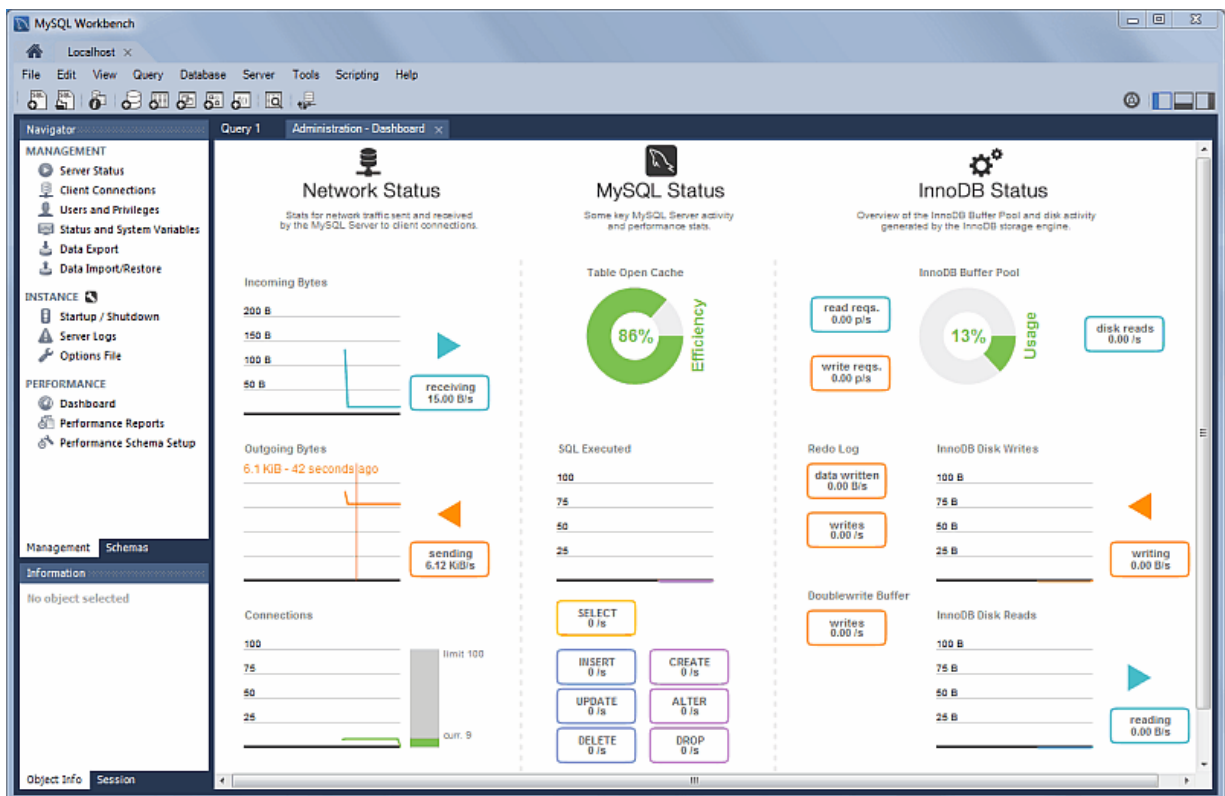 MySQL Workbench
Localhost
File Edit View Query Database Server Tools Scripting Help
Navigator
MANAGEMENT
Server Status
Client Connections
Users and Privileges
Status and System Variables
Data Export
Data Import/Restore
INSTANCE
Startup / Shutdown
Server Logs
Options File
PERFORMANCE
Dashboard
Performance Reports
Performance Schema Setup
Management Schemas
Information
No object selected
Object Info Session
Query 1 Administration - Dashboard
Network Status
Stats for network traffic sent and received
by the MySQL Server to client connections.
Incoming Bytes
200 B
150 B
100 B
50 B
receiving
15.00 B/s
Outgoing Bytes
6.1 KiB - 42 seconds ago
sending
6.12 KiB/s
Connections
100
75
50
25
limit 100
curr. 9
MySQL Status
Some key MySQL Server activity
and performance stats.
Table Open Cache
86%
Efficiency
SQL Executed
100
75
50
25
SELECT
0 /s
INSERT
0 /s
CREATE
0 /s
UPDATE
0 /s
ALTER
0 /s
DELETE
0 /s
DROP
0 /s
InnoDB Status
Overview of the InnoDB Buffer Pool and disk activity
generated by the InnoDB storage engine.
InnoDB Buffer Pool
read reqs.
0.00 p/s
write reqs.
0.00 p/s
13%
Usage
disk reads
0.00 /s
Redo Log
data written
0.00 B/s
writes
0.00 /s
Doublewrite Buffer
writes
0.00 /s
InnoDB Disk Writes
100 B
75 B
50 B
25 B
writing
0.00 B/s
InnoDB Disk Reads
100 B
75 B
50 B
25 B
reading
0.00 B/s